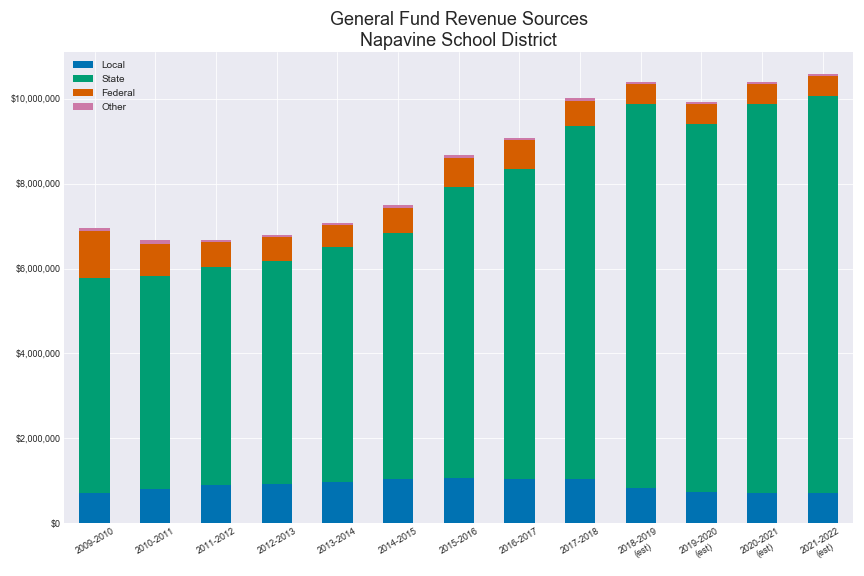 General Fund Revenue Sources
Napavine School District
Local
State
Federal
Other
$10,000,000
$8,000,000
$6,000,000
$4,000,000
$2,000,000
$0
2009-2010
2010-2011
2011-2012
2012-2013
2013-2014
2014-2015
2015-2016
2016-2017
2017-2018
2018-2019
(est)
2019-2020
(est)
2020-2021
(est)
2021-2022
(est)